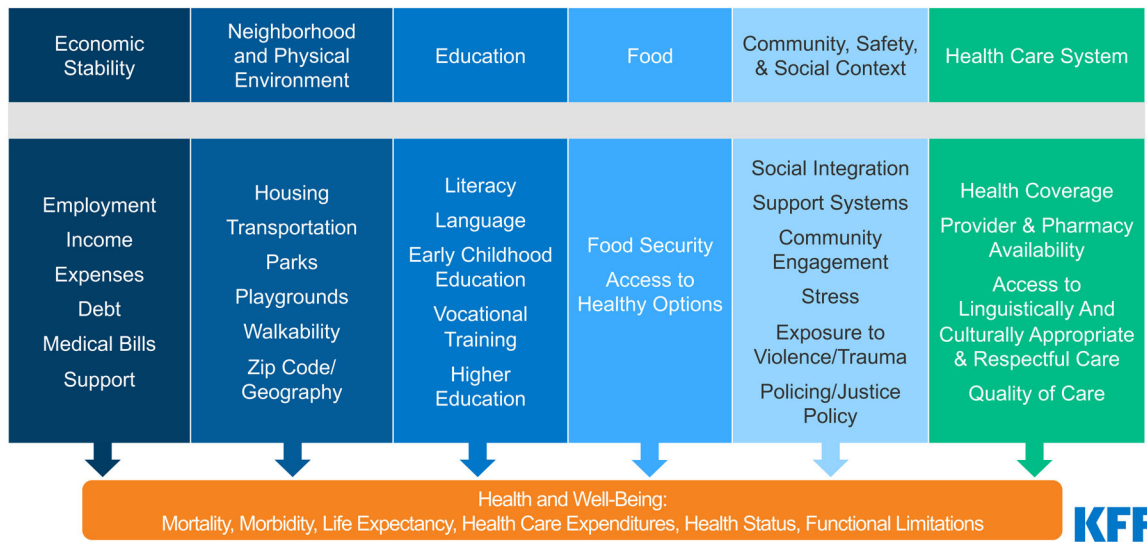 Economic
Stability
Neighborhood
and Physical
Environment
Education
Food
Community, Safety,
& Social Context
Health Care System
Employment
Income
Expenses
Debt
Medical Bills
Support
Housing
Transportation
Parks
Playgrounds
Walkability
Zip Code/
Geography
Literacy
Language
Early Childhood
Education
Vocational
Training
Higher
Education
Food Security
Access to
Healthy Options
Social Integration
Support Systems
Community
Engagement
Stress
Exposure to
Violence/Trauma
Policing/Justice
Policy
Health Coverage
Provider & Pharmacy
Availability
Access to
Linguistically And
Culturally Appropriate
& Respectful Care
Quality of Care
Health and Well-Being:
Mortality, Morbidity, Life Expectancy, Health Care Expenditures, Health Status, Functional Limitations
KFF